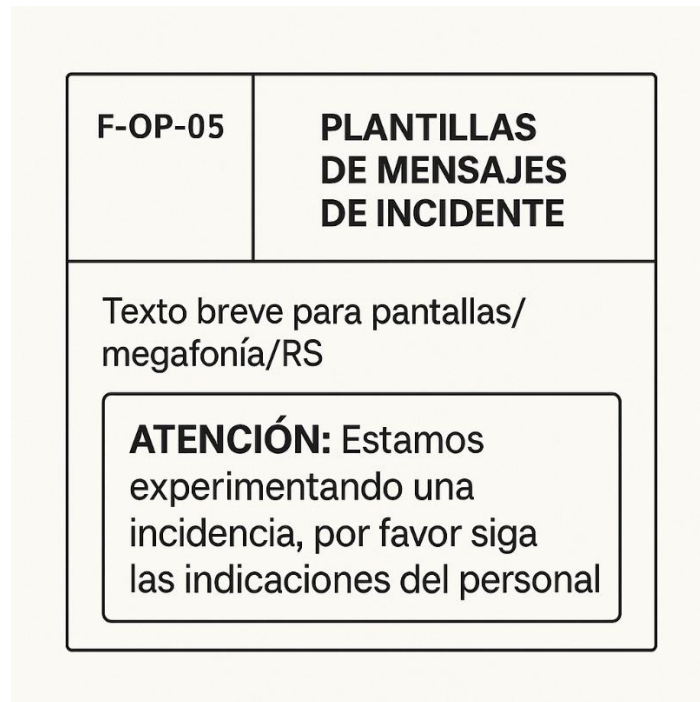 F-OP-05
PLANTILLAS
DE MENSAJES
DE INCIDENTE
Texto breve para pantallas/
megafonía/RS
ATENCIÓN: Estamos
experimentando una
incidencia, por favor siga
las indicaciones del personal